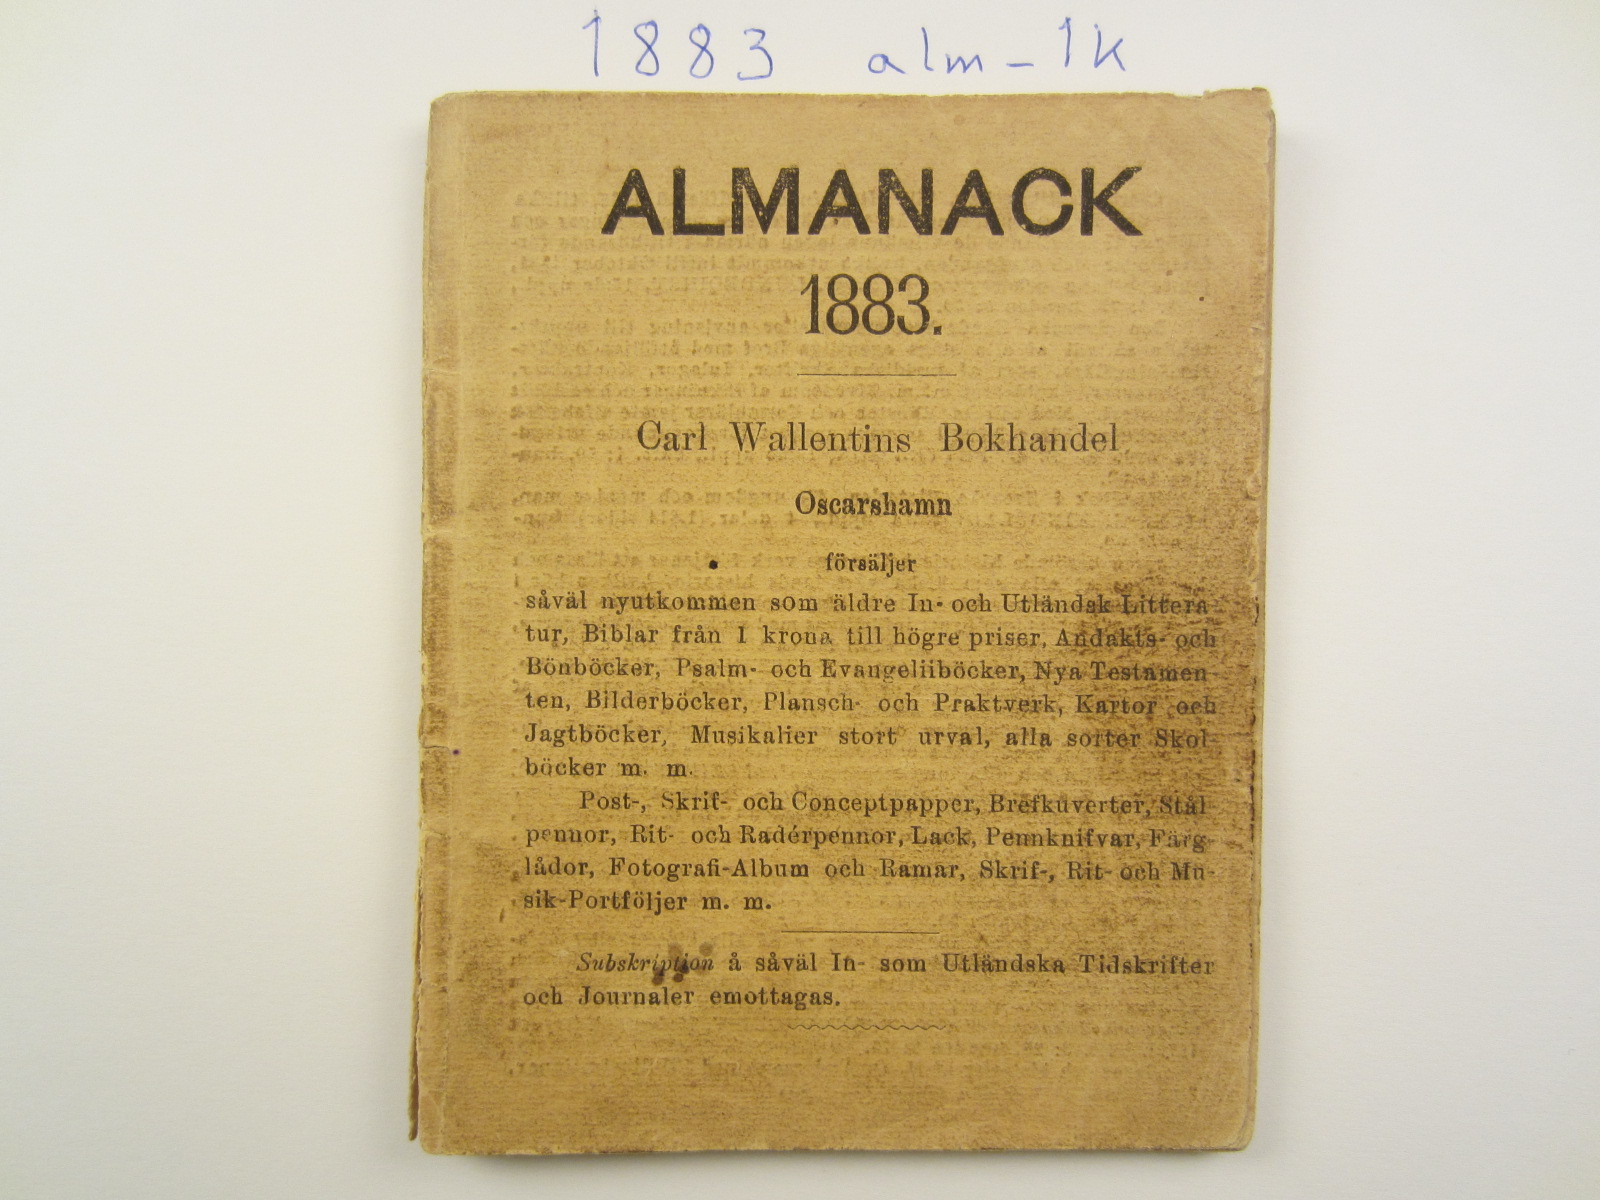 1883 alm-1k
ALMANACK
1883.
Carl Wallentins Bokhandel
Oscarshamn
försäljer
såväl nyutkommen som äldre In- och Utländsk Littera
tur, Biblar från 1 krona till högre priser, Andakts- och
Bönböcker, Psalm- och Evangeliiböcker, Nya Testamen-
ten, Bilderböcker, Plansch- och Praktverk, Kartor och
Jagtböcker, Musikalier stort urval, alla sorter Skol-
böcker m. m.
Post-, Skrif- och Conceptpapper, Brefkuverter, Stål
pennor, Rit- och Radérpennor, Lack, Pennknifvar, Färg-
lådor, Fotografi-Album och Ramar, Skrif-, Rit- och Mu-
sik-Portföljer m. m.
Subskription å såväl In- som Utländska Tidskrifter
och Journaler emottagas.